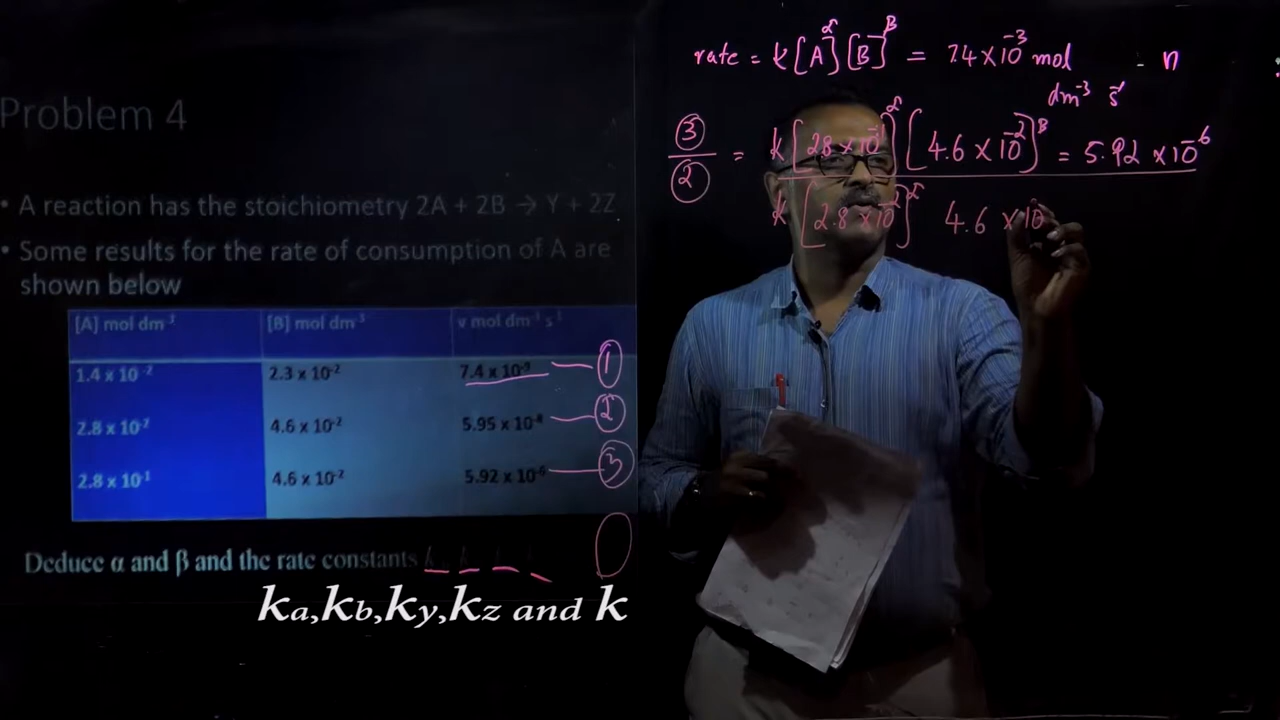 Problem 4
• A reaction has the stoichiometry 2A + 2B → Y + 2Z
• Some results for the rate of consumption of A are
shown below
[A] mol dm⁻³ [B] mol dm⁻³ v mol dm⁻³ s⁻¹
1.4 x 10⁻² 2.3 x 10⁻² 7.4 x 10⁻⁹ ①
2.8 x 10⁻² 4.6 x 10⁻² 5.95 x 10⁻⁸ ②
2.8 x 10⁻¹ 4.6 x 10⁻² 5.92 x 10⁻⁶ ③
Deduce α and β and the rate constants
ka,kb,ky,kz and k
rate = k[A]^α [B]^β = 7.4 × 10⁻³ mol
dm⁻³ s⁻¹
③/② = k[28 × 10⁻¹]^α [4.6 × 10⁻²]^β = 5.92 × 10⁻⁶
k[2.8 × 10⁻²]^α 4.6 × 10